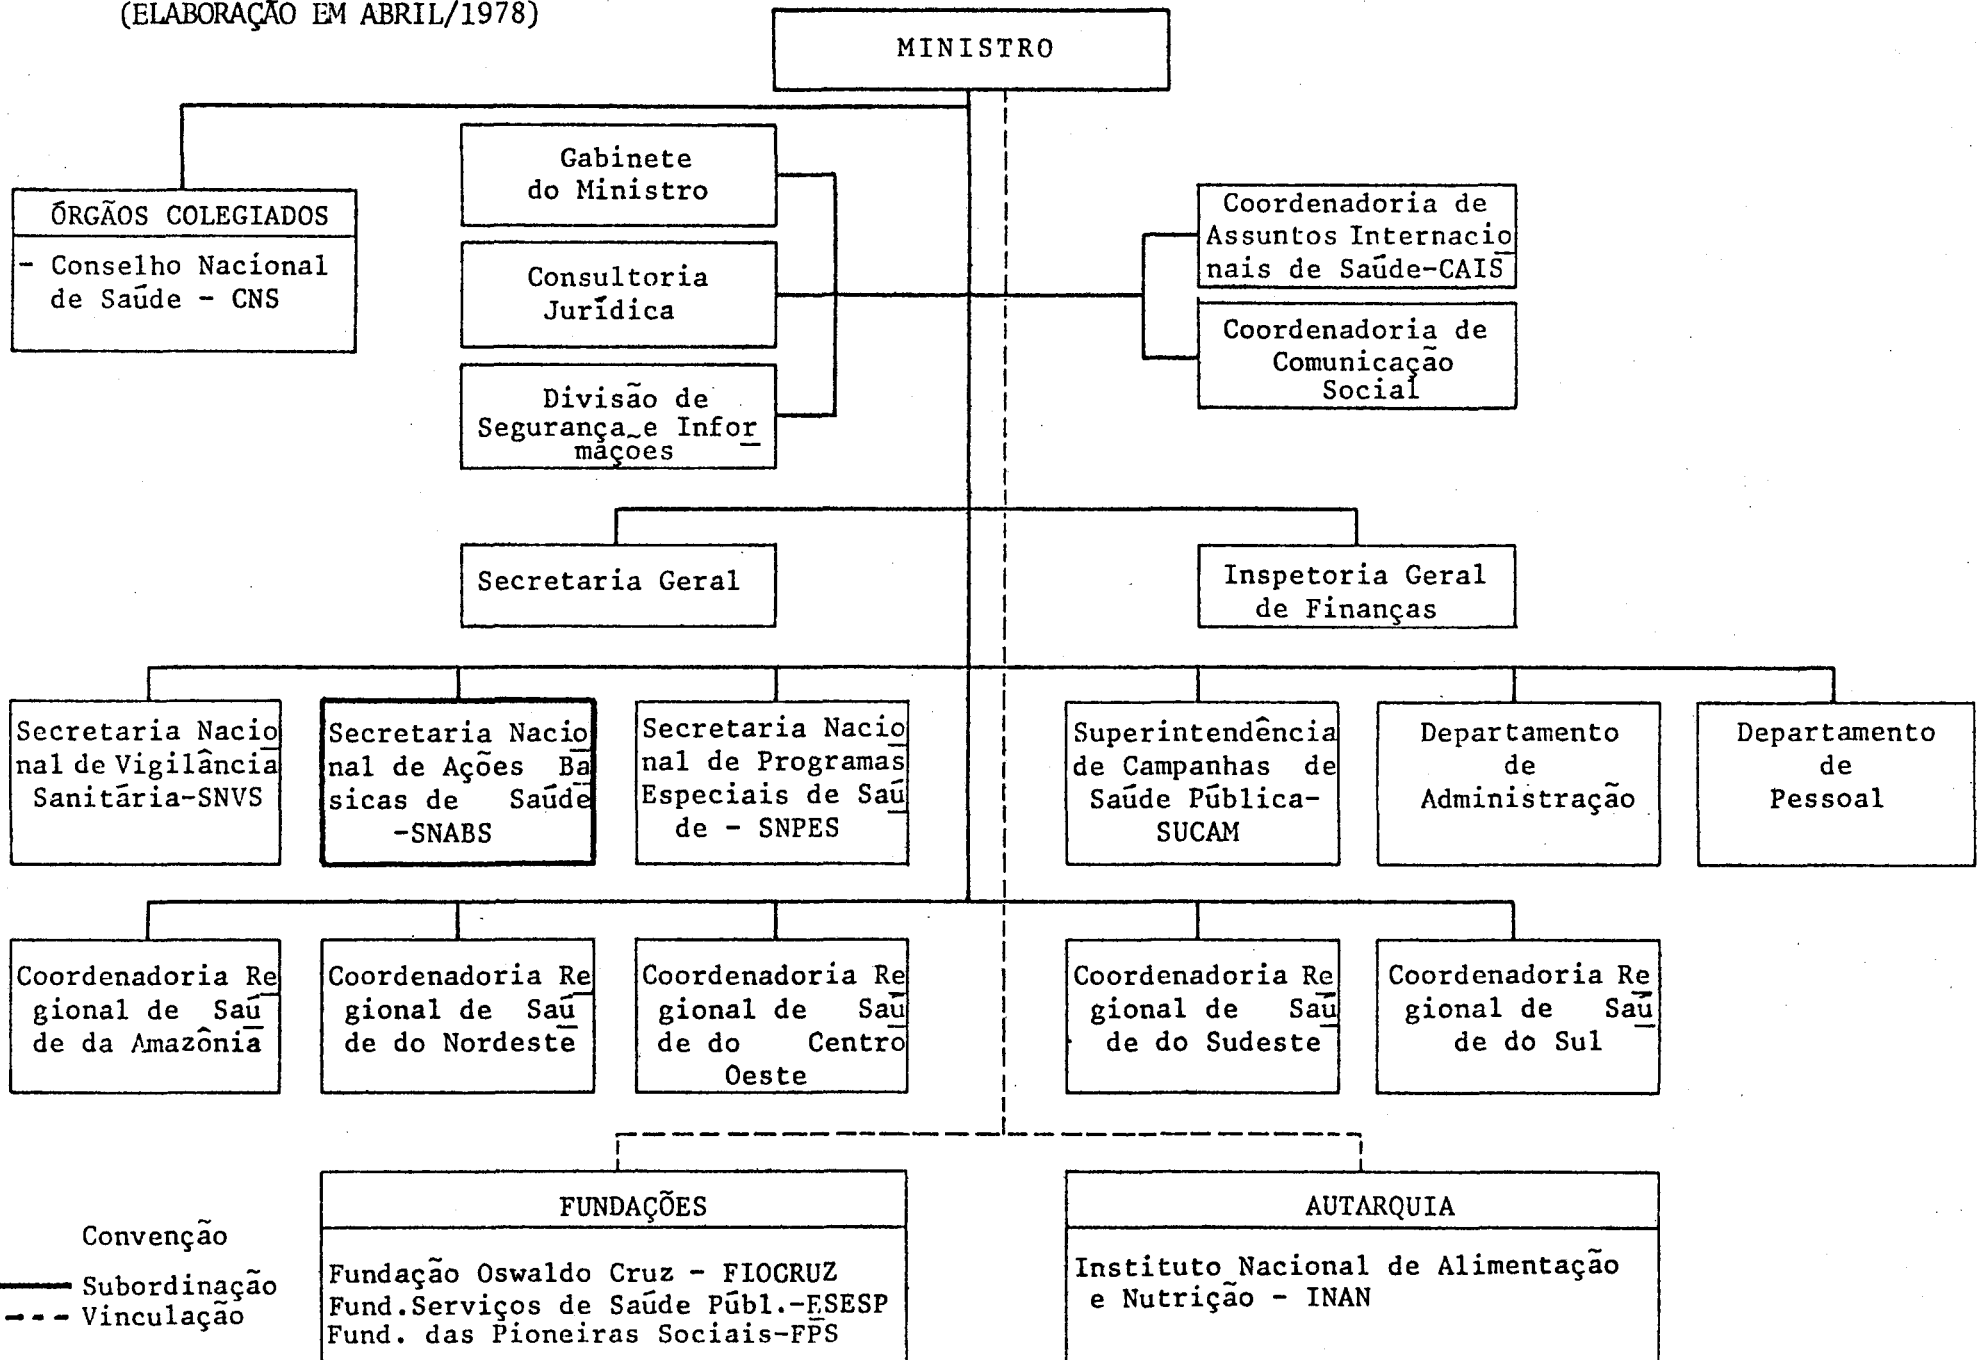 (ELABORAÇÃO EM ABRIL/1978)
MINISTRO
ÓRGÃOS COLEGIADOS
- Conselho Nacional
de Saúde - CNS
Gabinete
do Ministro
Consultoria
Jurídica
Divisão de
Segurança e Infor
mações
Coordenadoria de
Assuntos Internacio
nais de Saúde-CAIS
Coordenadoria de
Comunicação
Social
Secretaria Geral
Inspetoria Geral
de Finanças
Secretaria Nacio
nal de Vigilância
Sanitária-SNVS
Secretaria Nacio
nal de Ações Bá
sicas de Saúde
-SNABS
Secretaria Nacio
nal de Programas
Especiais de Saú
de - SNPES
Superintendência
de Campanhas de
Saúde Pública-
SUCAM
Departamento
de
Administração
Departamento
de
Pessoal
Coordenadoria Re
gional de Saú
de da Amazônia
Coordenadoria Re
gional de Saú
de do Nordeste
Coordenadoria Re
gional de Saú
de do Centro
Oeste
Coordenadoria Re
gional de Saú
de do Sudeste
Coordenadoria Re
gional de Saú
de do Sul
Convenção
Subordinação
Vinculação
FUNDAÇÕES
Fundação Oswaldo Cruz - FIOCRUZ
Fund.Serviços de Saúde Públ.-FSESP
Fund. das Pioneiras Sociais-FPS
AUTARQUIA
Instituto Nacional de Alimentação
e Nutrição - INAN